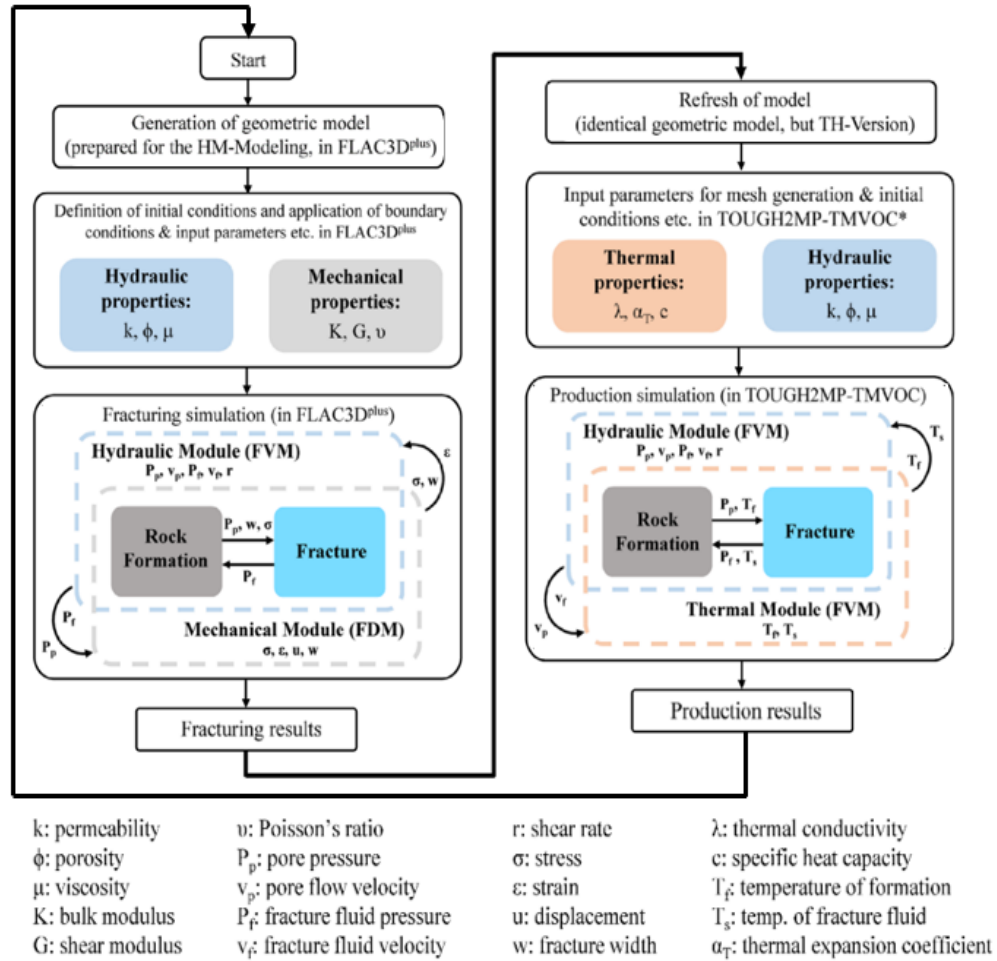 Start
Generation of geometric model
(prepared for the HM-Modeling, in FLAC3Dplus)
Definition of initial conditions and application of boundary
conditions & input parameters etc. in FLAC3Dplus
Hydraulic
properties:
k, ϕ, μ
Mechanical
properties:
K, G, υ
Fracturing simulation (in FLAC3Dplus)
Hydraulic Module (FVM)
Pp, vp, Pf, vf, r
ε
σ, w
Rock
Formation
Pp, w, σ
Pf
Fracture
Pf
Pp
Mechanical Module (FDM)
σ, ε, u, w
Fracturing results
Refresh of model
(identical geometric model, but TH-Version)
Input parameters for mesh generation & initial
conditions etc. in TOUGH2MP-TMVOC*
Thermal
properties:
λ, αT, c
Hydraulic
properties:
k, ϕ, μ
Production simulation (in TOUGH2MP-TMVOC)
Hydraulic Module (FVM)
Pp, vp, Pf, vf, r
Ts
Tf
Rock
Formation
Pp, Tf
Pf, Ts
Fracture
vf
vp
Thermal Module (FVM)
Tf, Ts
Production results
k: permeability
ϕ: porosity
μ: viscosity
K: bulk modulus
G: shear modulus
υ: Poisson's ratio
Pp: pore pressure
vp: pore flow velocity
Pf: fracture fluid pressure
vf: fracture fluid velocity
r: shear rate
σ: stress
ε: strain
u: displacement
w: fracture width
λ: thermal conductivity
c: specific heat capacity
Tf: temperature of formation
Ts: temp. of fracture fluid
αT: thermal expansion coefficient